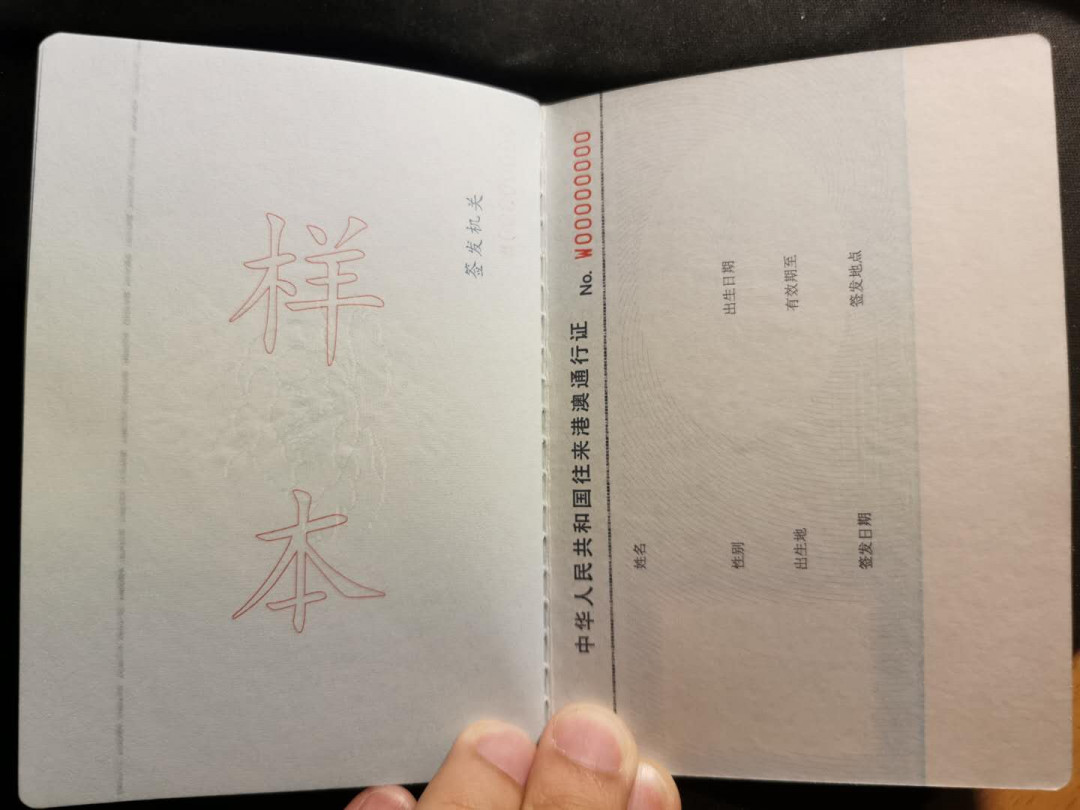 样本
签发机关
中华人民共和国往来港澳通行证 No. W00000000
姓名
性别 出生日期
出生地 有效期至
签发日期 签发地点